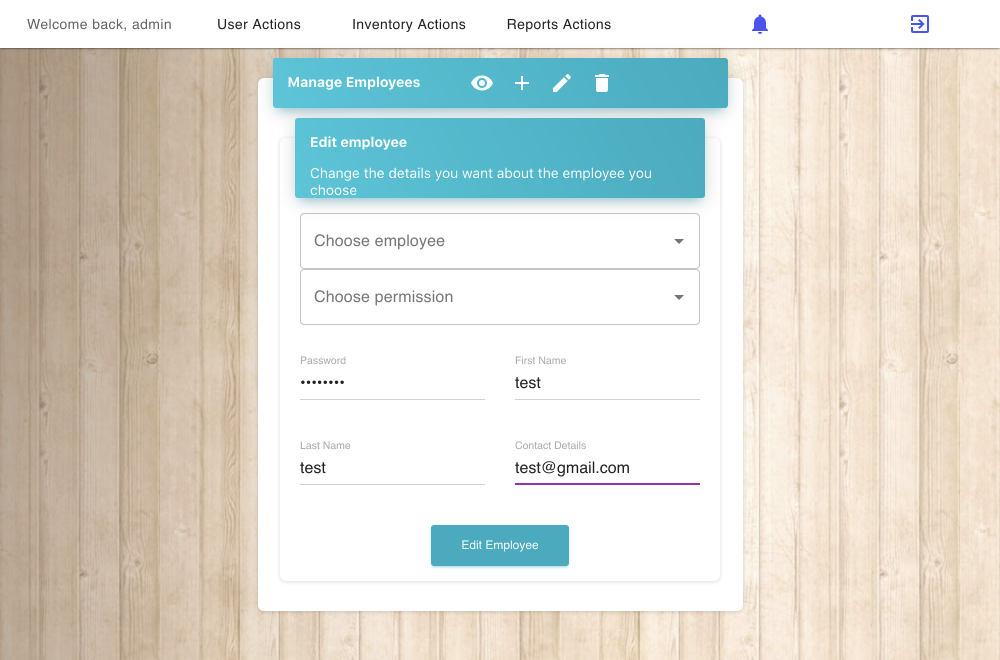 Welcome back, admin
User Actions
Inventory Actions
Reports Actions
Manage Employees
Edit employee
Change the details you want about the employee you
choose
Choose employee
Choose permission
Password
First Name
••••••••
test
Last Name
Contact Details
test
test@gmail.com
Edit Employee